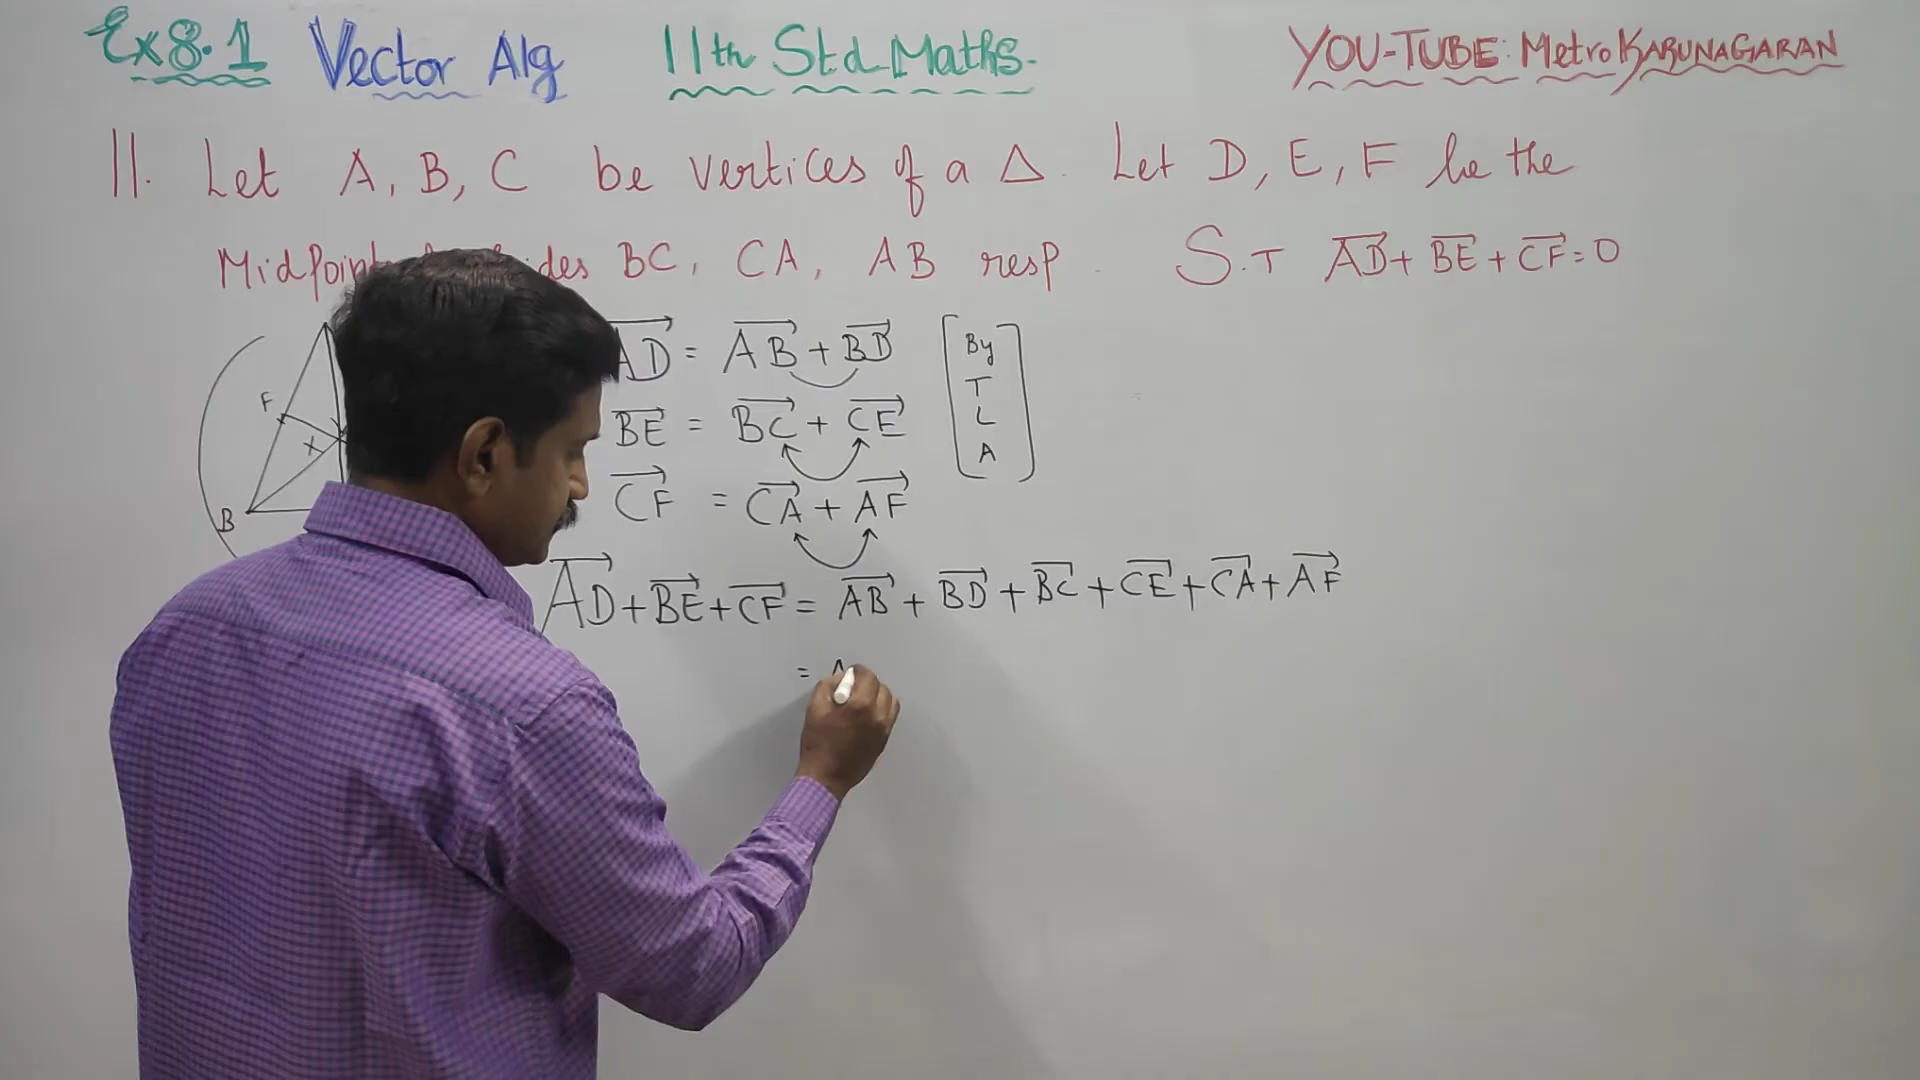 Ex 8.1 Vector Alg 11th Std Maths. YOU-TUBE: Metro KARUNAGARAN
11. Let A, B, C be vertices of a Δ. Let D, E, F be the
Midpoint des BC, CA, AB resp. S.T AD⃗ + BE⃗ + CF⃗ = 0
AD⃗ = AB⃗ + BD⃗
BE⃗ = BC⃗ + CE⃗
CF⃗ = CA⃗ + AF⃗
By
T
L
A
F
B
AD⃗ + BE⃗ + CF⃗ = AB⃗ + BD⃗ + BC⃗ + CE⃗ + CA⃗ + AF⃗
=